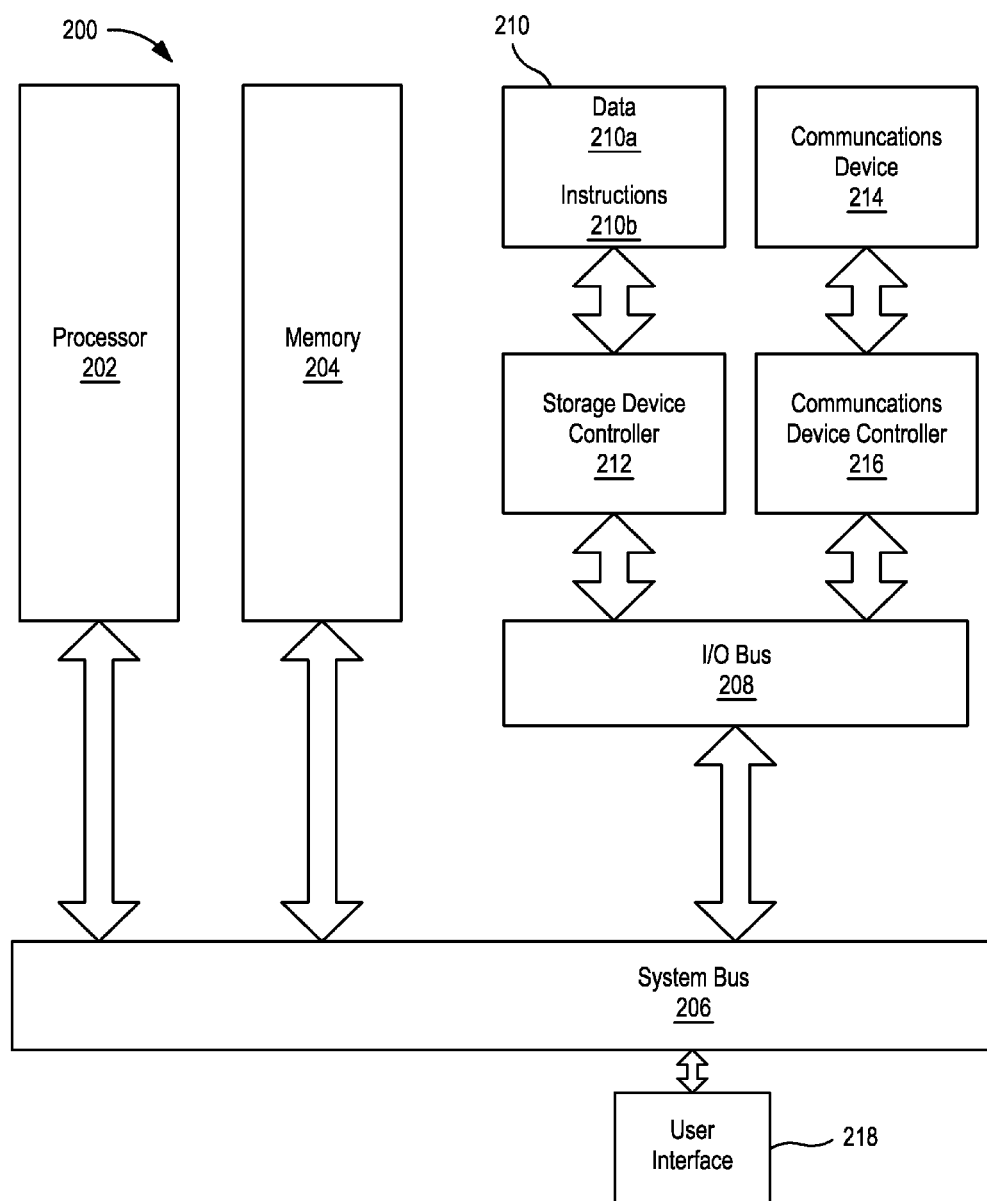 200
210
Data
210a
Instructions
210b
Communcations
Device
214
Processor
202
Memory
204
Storage Device
Controller
212
Communcations
Device Controller
216
I/O Bus
208
System Bus
206
User
Interface
218